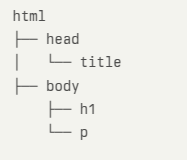 html
├── head
│   └── title
├── body
    ├── h1
    └── p